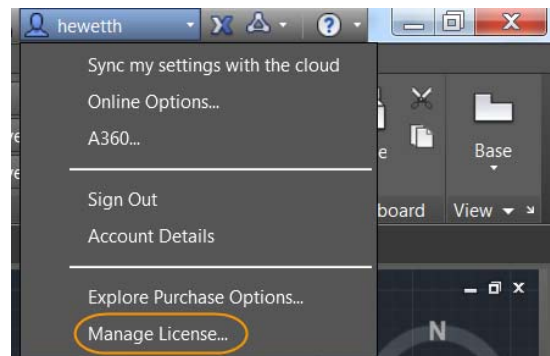 hewetth
Sync my settings with the cloud
Online Options...
A360...
Base
Sign Out
board View
Account Details
Explore Purchase Options...
Manage License...
N